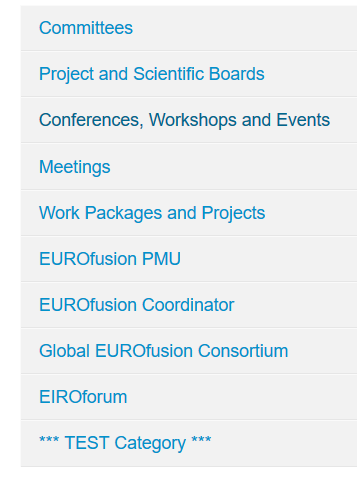 Committees
Project and Scientific Boards
Conferences, Workshops and Events
Meetings
Work Packages and Projects
EUROfusion PMU
EUROfusion Coordinator
Global EUROfusion Consortium
EIROforum
*** TEST Category ***